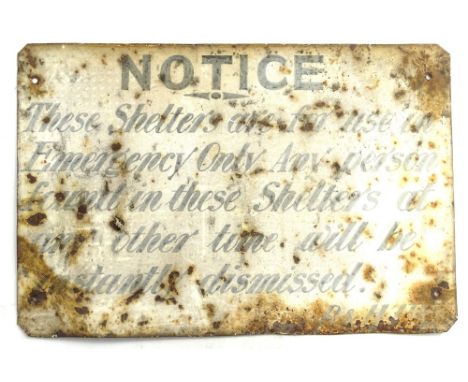 NOTICE
These Shelters are for use in
Emergency Only. Any person
found in these Shelters at
any other time will be
instantly dismissed.